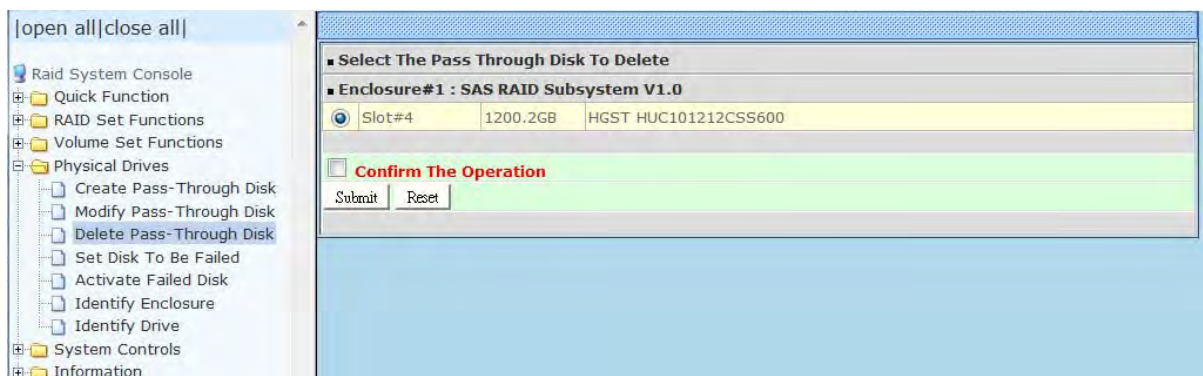 |open all|close all|
Raid System Console
Quick Function
RAID Set Functions
Volume Set Functions
Physical Drives
Create Pass-Through Disk
Modify Pass-Through Disk
Delete Pass-Through Disk
Set Disk To Be Failed
Activate Failed Disk
Identify Enclosure
Identify Drive
System Controls
Information
Select The Pass Through Disk To Delete
Enclosure#1 : SAS RAID Subsystem V1.0
Slot#4 1200.2GB HGST HUC101212CSS600
Confirm The Operation
Submit Reset